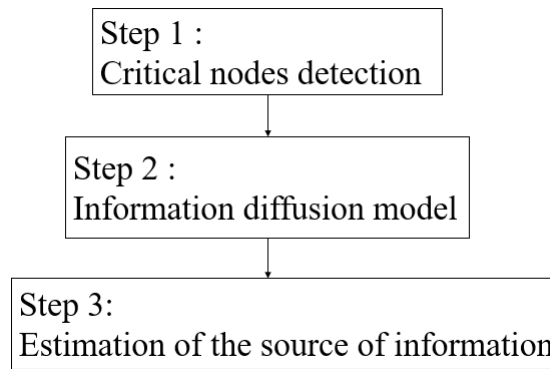 Step 1 :
Critical nodes detection
Step 2 :
Information diffusion model
Step 3:
Estimation of the source of information